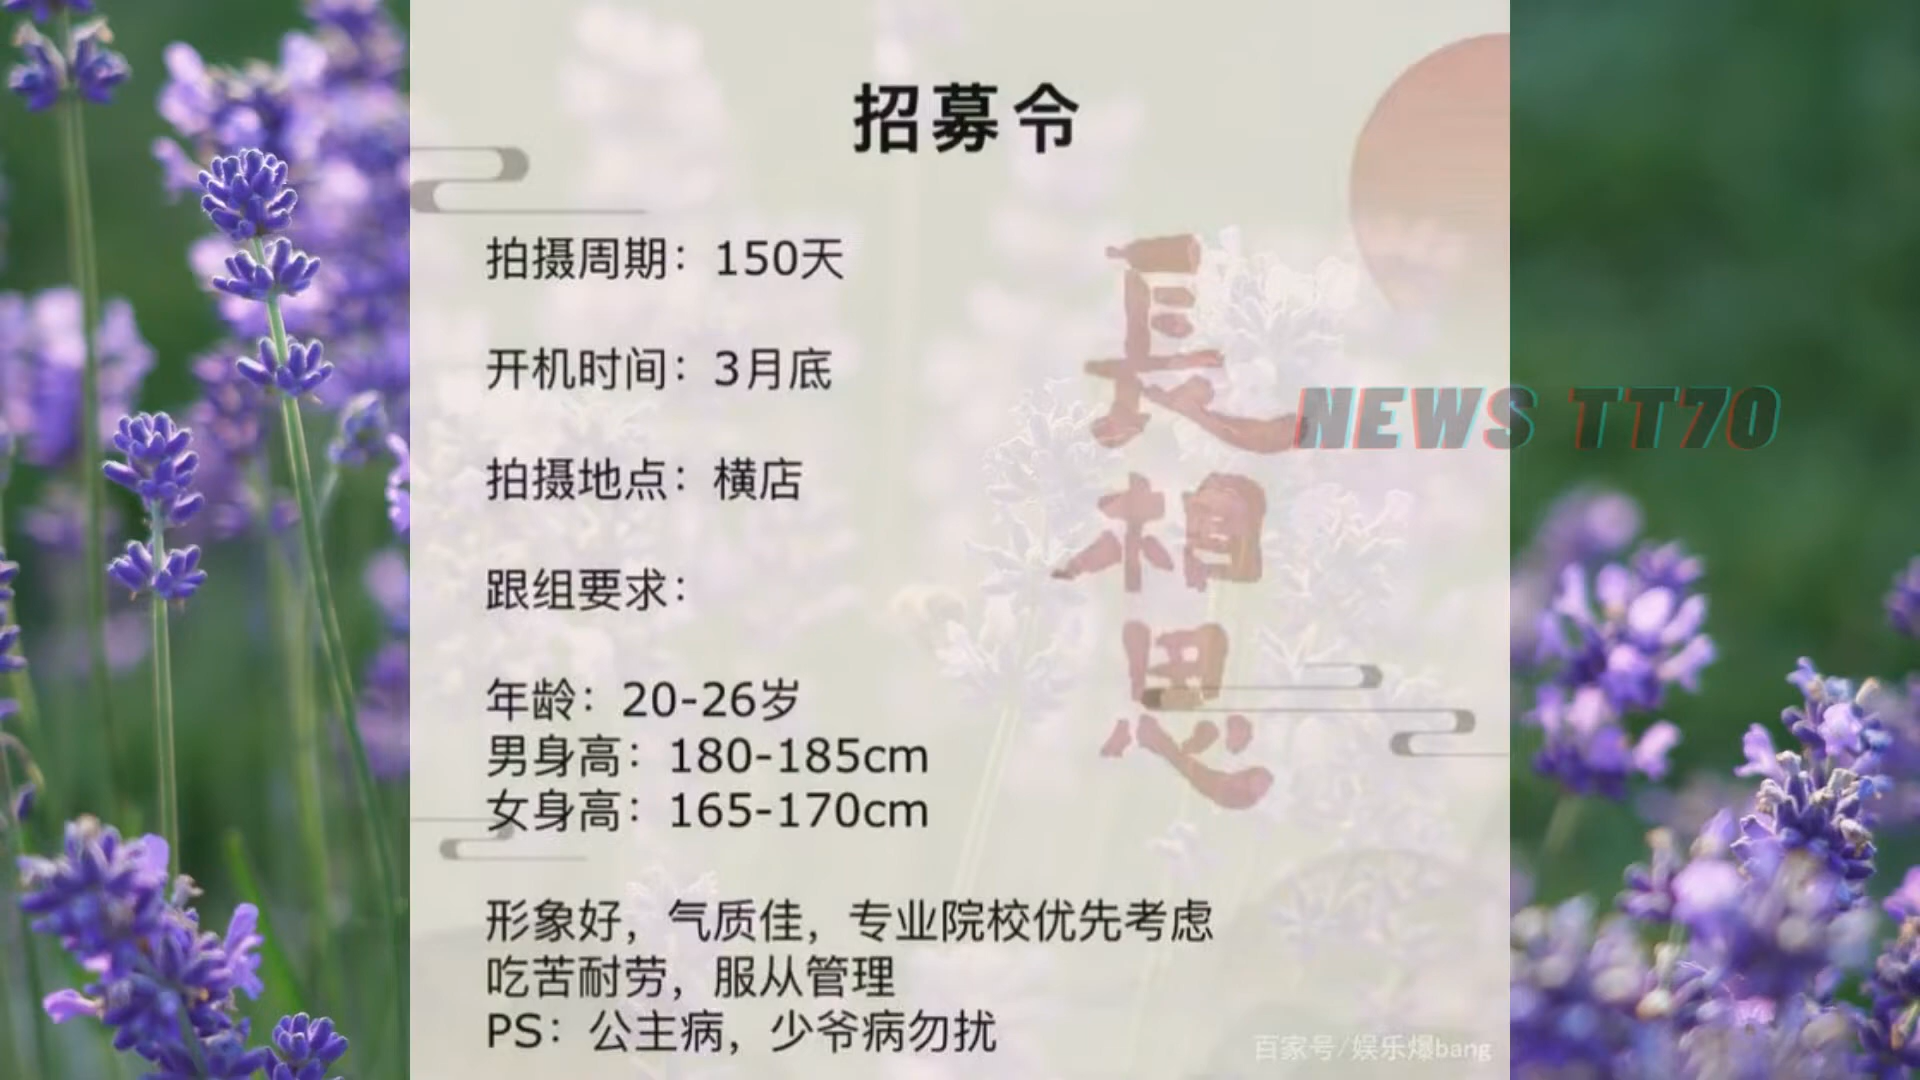 招募令
拍摄周期：150天
开机时间：3月底
拍摄地点：横店
跟组要求：
年龄：20-26岁
男身高：180-185cm
女身高：165-170cm
形象好，气质佳，专业院校优先考虑
吃苦耐劳，服从管理
PS：公主病，少爷病勿扰
長相思
NEWS TT70
百家号/娱乐爆bang